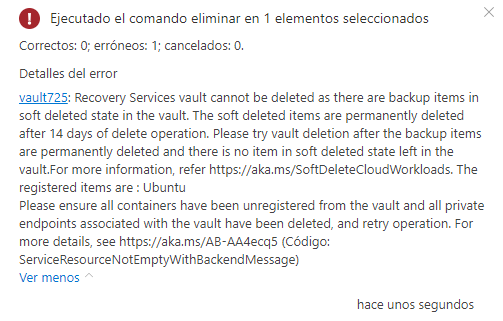 Ejecutado el comando eliminar en 1 elementos seleccionados
Correctos: 0; erróneos: 1; cancelados: 0.
Detalles del error
vault725: Recovery Services vault cannot be deleted as there are backup items in
soft deleted state in the vault. The soft deleted items are permanently deleted
after 14 days of delete operation. Please try vault deletion after the backup items
are permanently deleted and there is no item in soft deleted state left in the
vault.For more information, refer https://aka.ms/SoftDeleteCloudWorkloads. The
registered items are : Ubuntu
Please ensure all containers have been unregistered from the vault and all private
endpoints associated with the vault have been deleted, and retry operation. For
more details, see https://aka.ms/AB-AA4ecq5 (Código:
ServiceResourceNotEmptyWithBackendMessage)
Ver menos
hace unos segundos